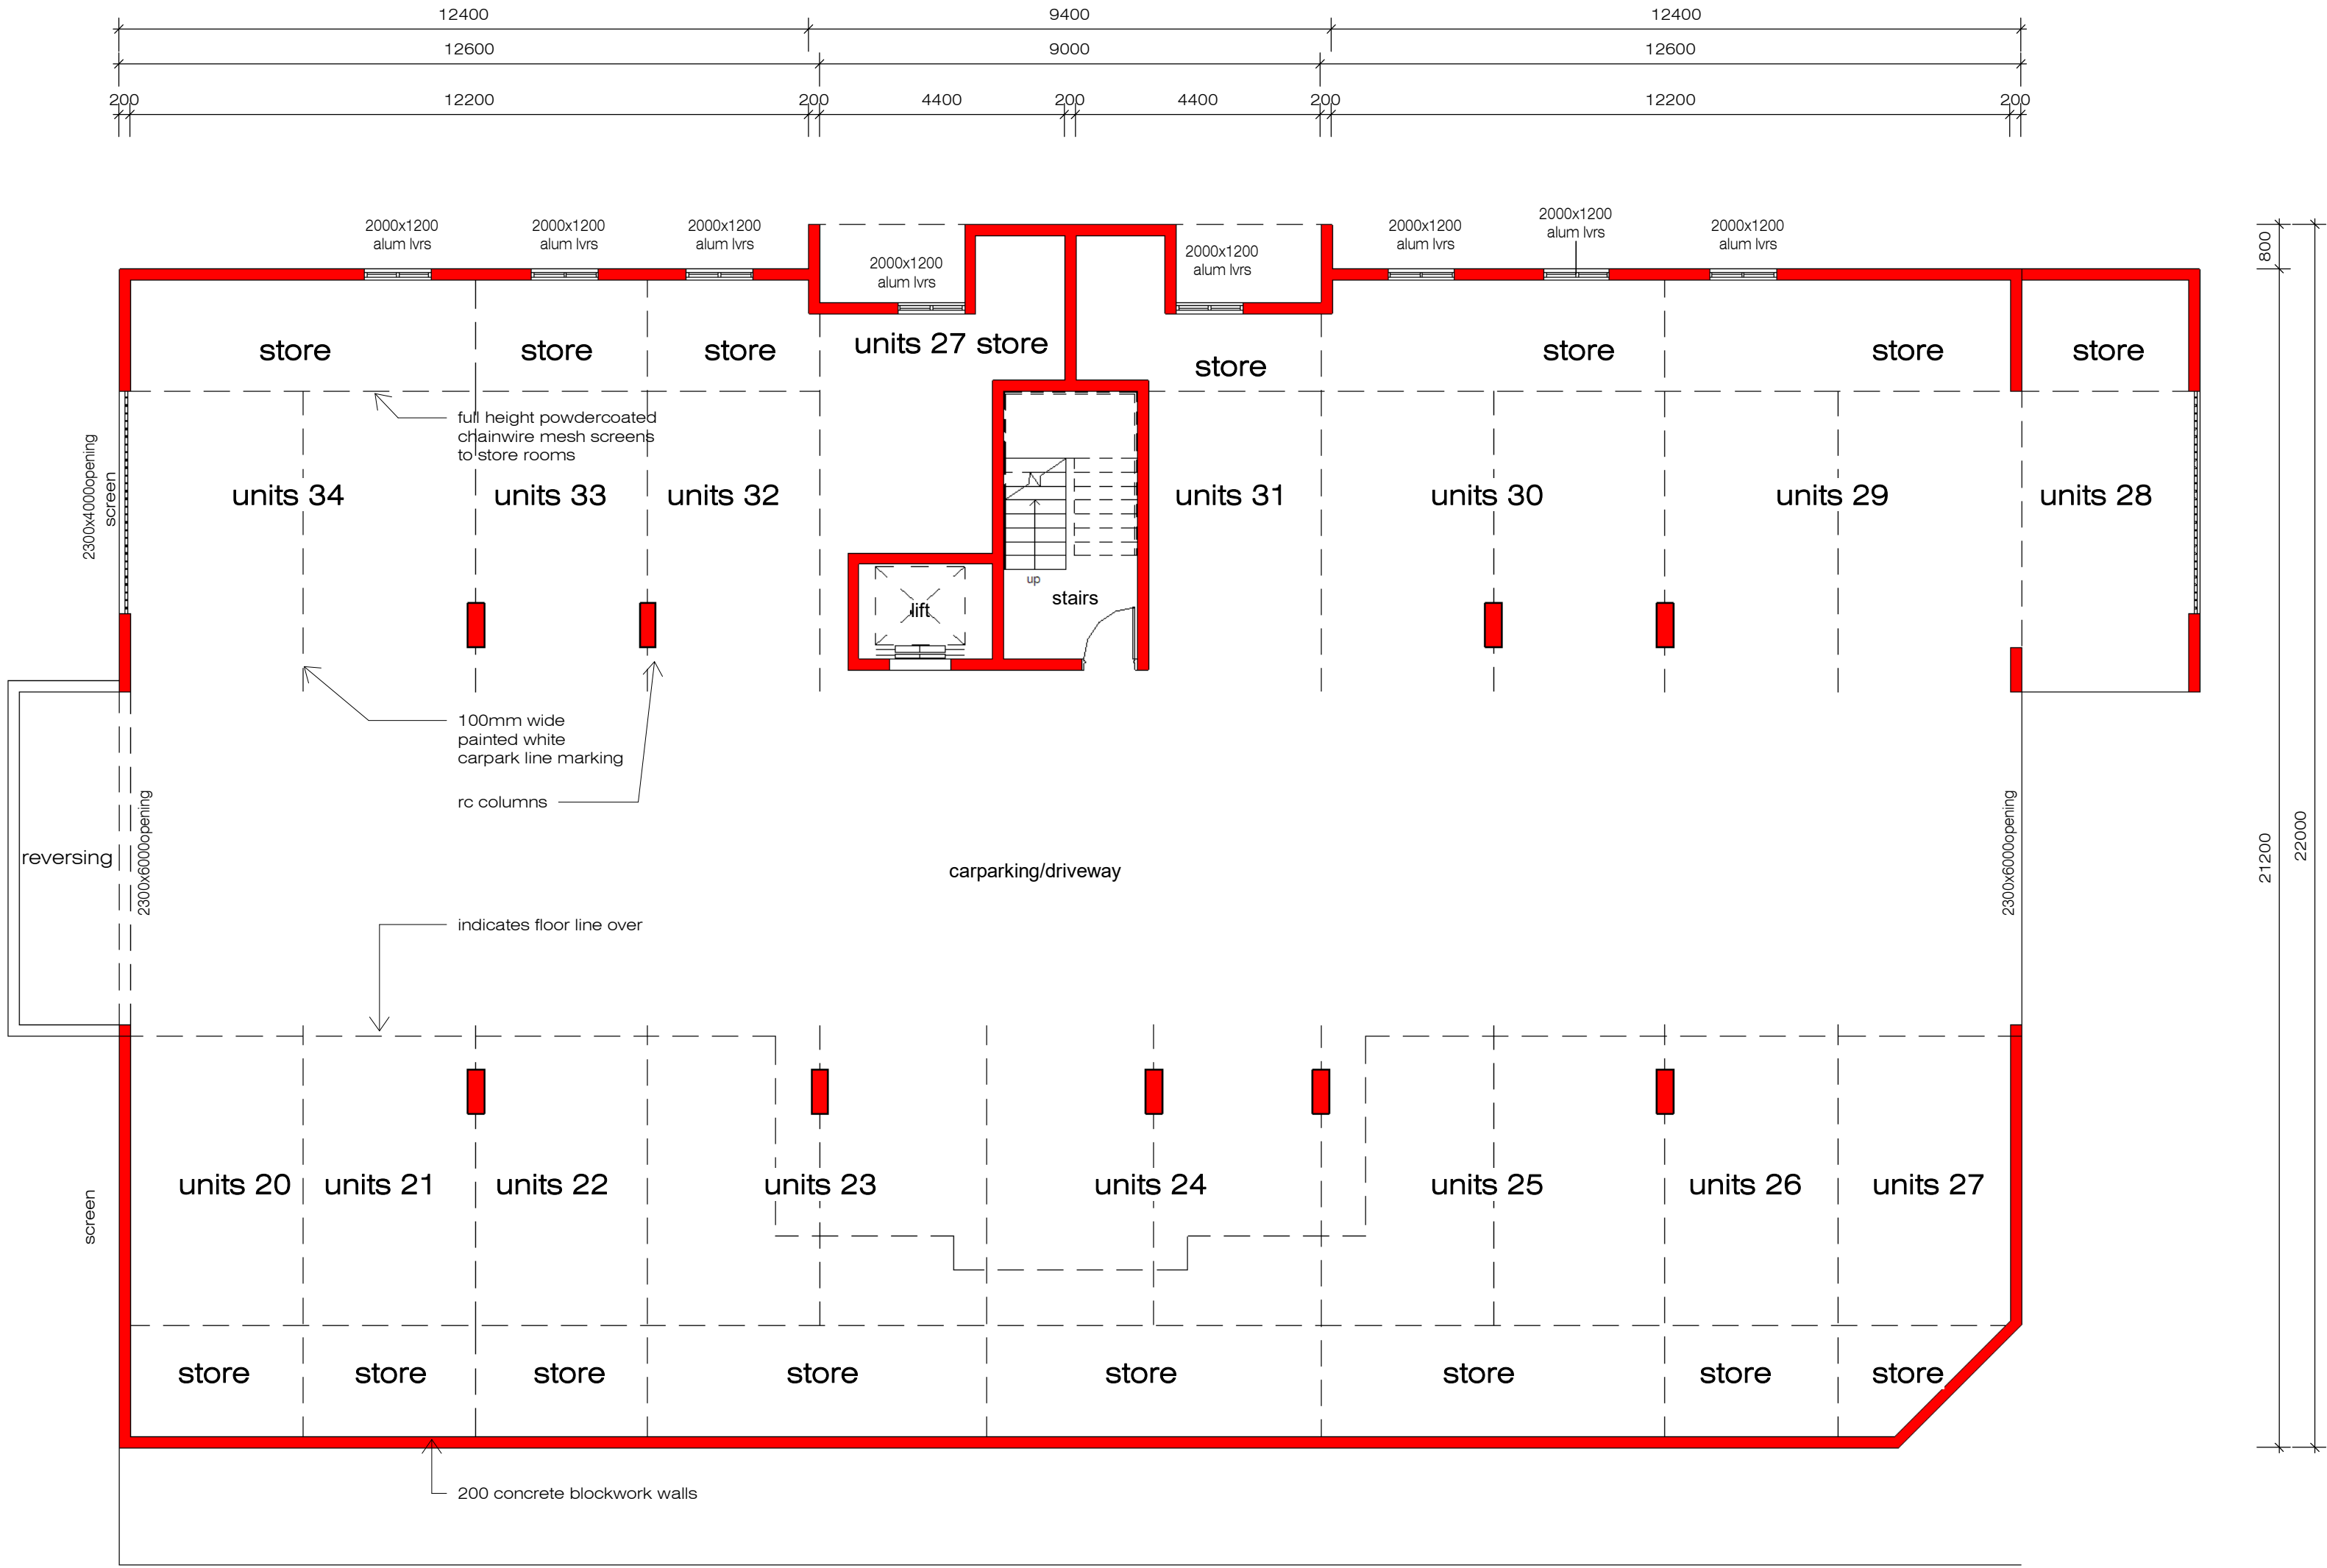 12400 9400 12400
12600 9000 12600
200 12200 200 4400 200 4400 200 12200 200
2000x1200
alum lvrs
2000x1200
alum lvrs
2000x1200
alum lvrs
2000x1200
alum lvrs
2000x1200
alum lvrs
2000x1200
alum lvrs
2000x1200
alum lvrs
2000x1200
alum lvrs
800
store store store units 27 store store store store store
full height powdercoated
chainwire mesh screens
to store rooms
2300x4000opening
screen
units 34 units 33 units 32 units 31 units 30 units 29 units 28
up
stairs
lift
100mm wide
painted white
carpark line marking
rc columns
reversing
2300x6000opening
carparking/driveway
2300x6000opening
21200
22000
indicates floor line over
screen
units 20 units 21 units 22 units 23 units 24 units 25 units 26 units 27
store store store store store store store store
200 concrete blockwork walls